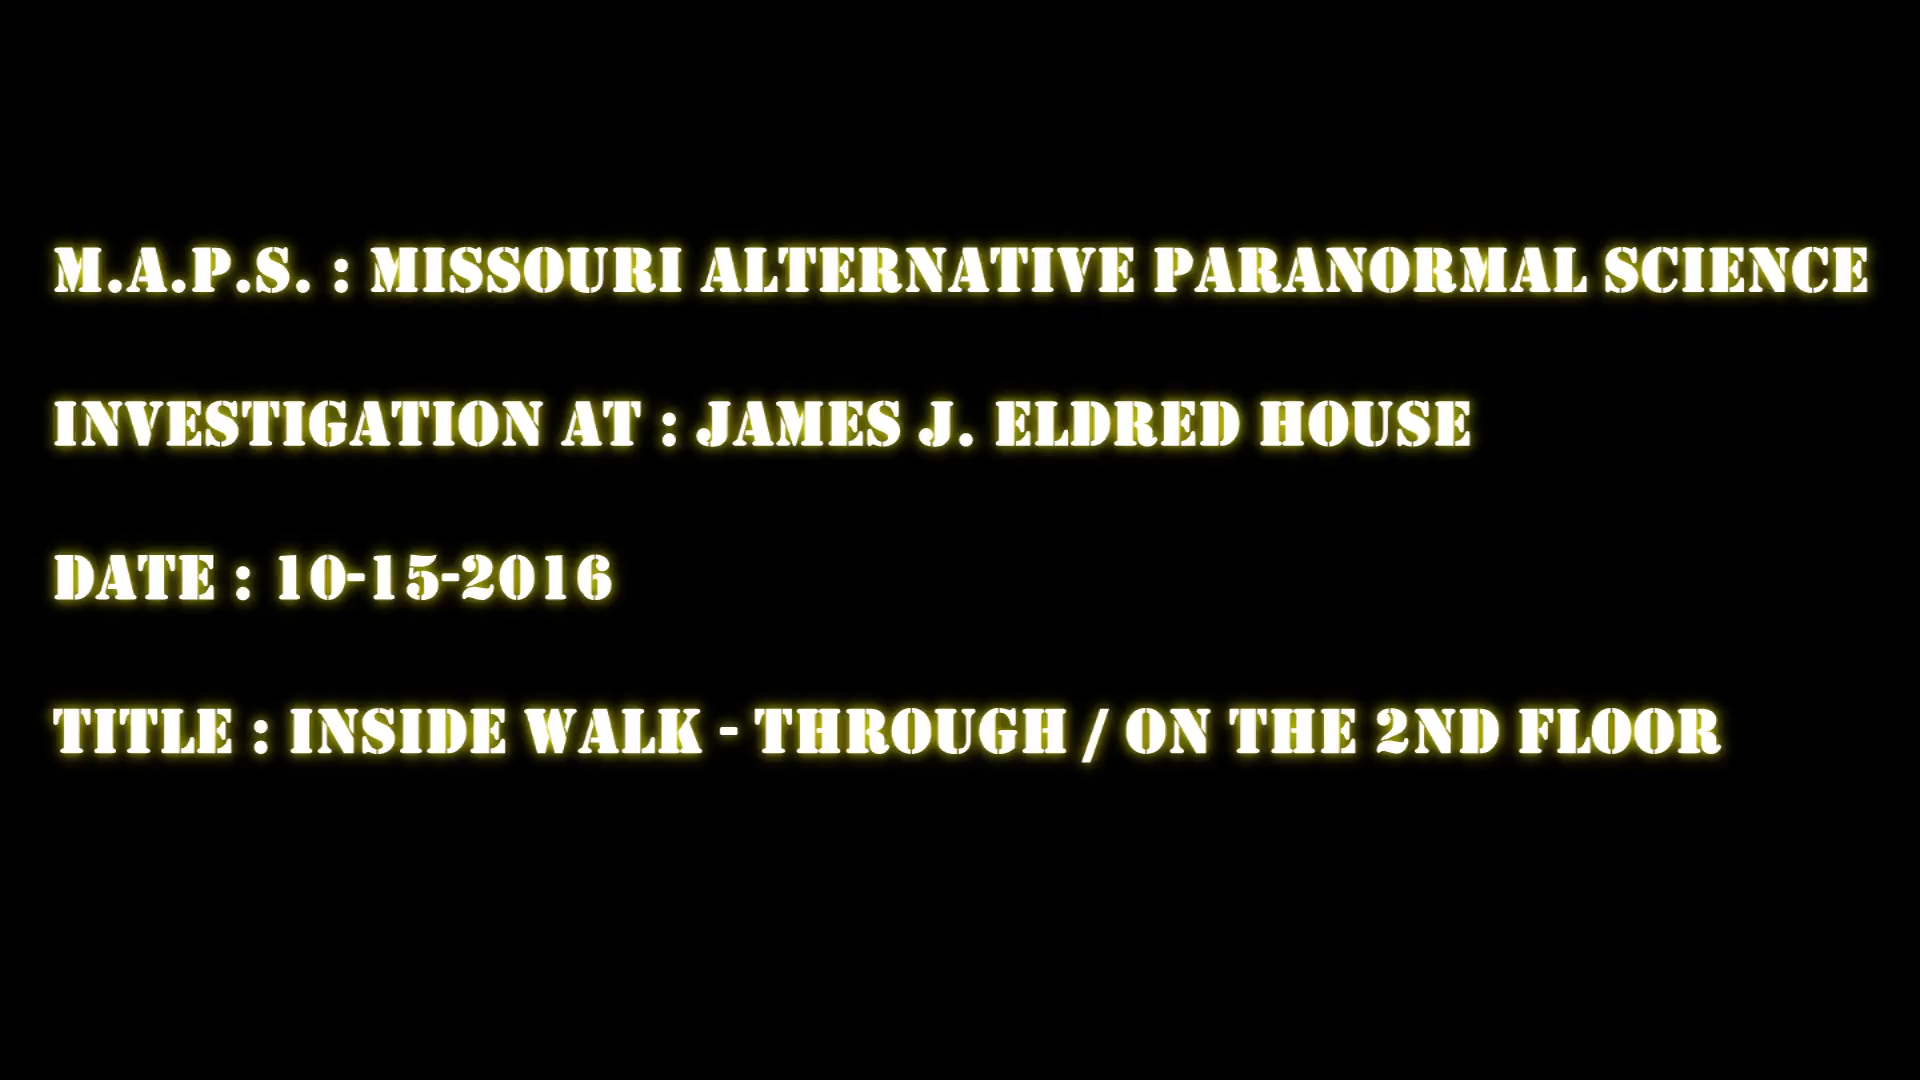 M.A.P.S. : MISSOURI ALTERNATIVE PARANORMAL SCIENCE
INVESTIGATION AT : JAMES J. ELDRED HOUSE
DATE : 10-15-2016
TITLE : INSIDE WALK - THROUGH / ON THE 2ND FLOOR